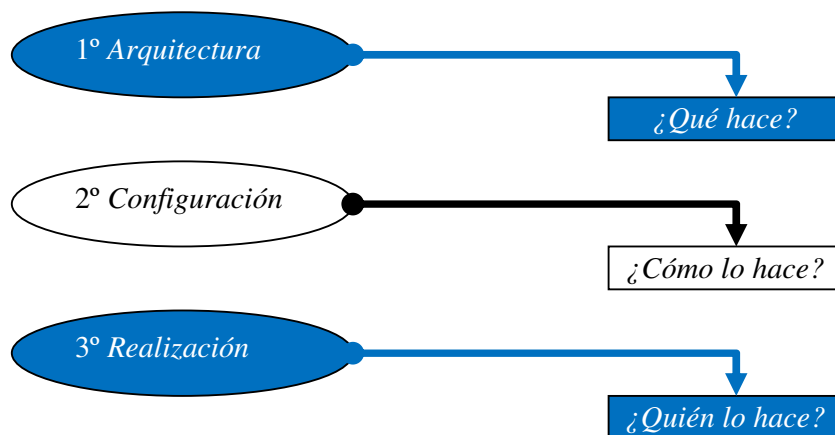 1º Arquitectura
¿Qué hace?
2º Configuración
¿Cómo lo hace?
3º Realización
¿Quién lo hace?